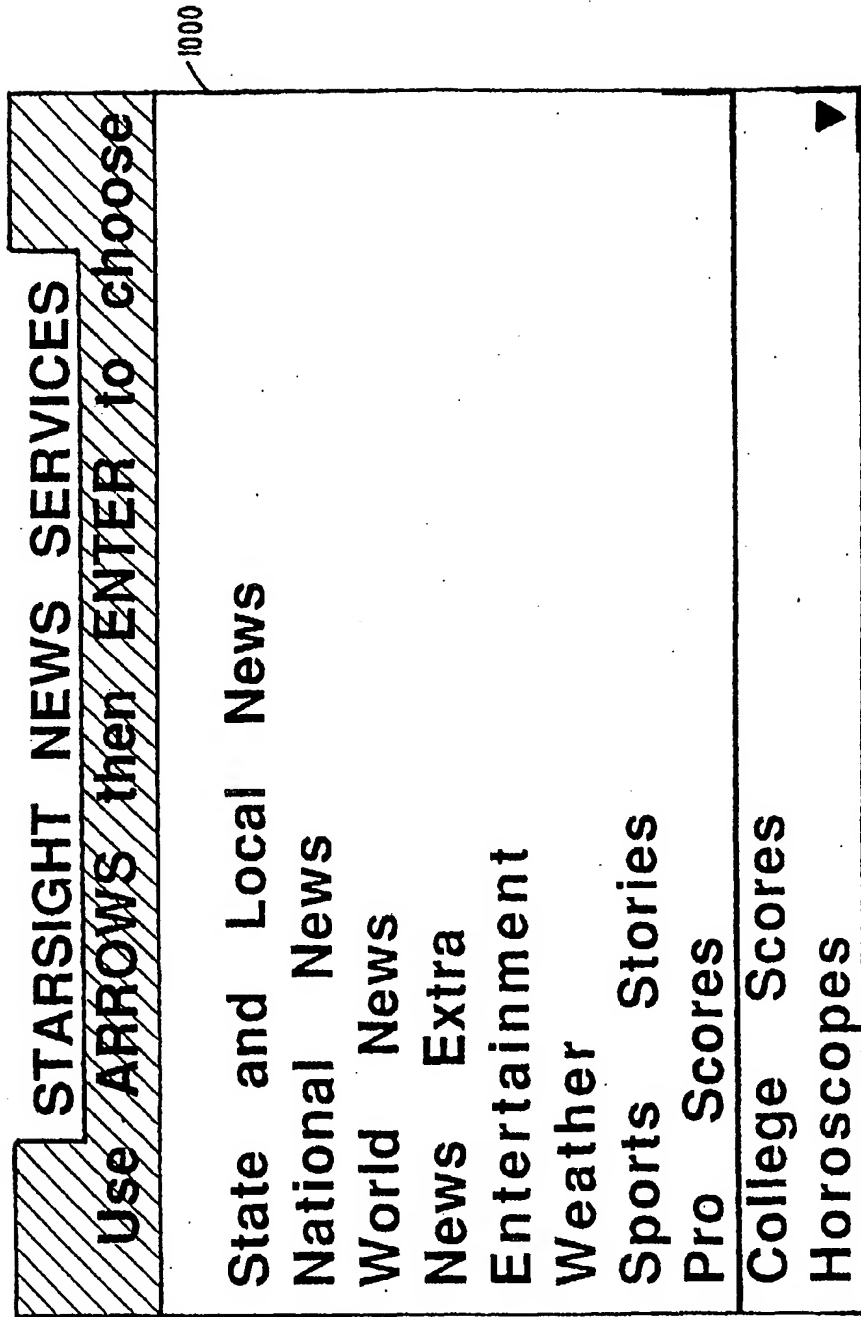 STARSIGHT NEWS SERVICES
Use ARROWS then ENTER to choose
State and Local News
National News
World News
News Extra
Entertainment
Weather
Sports Stories
Pro Scores
College Scores
Horoscopes
1000